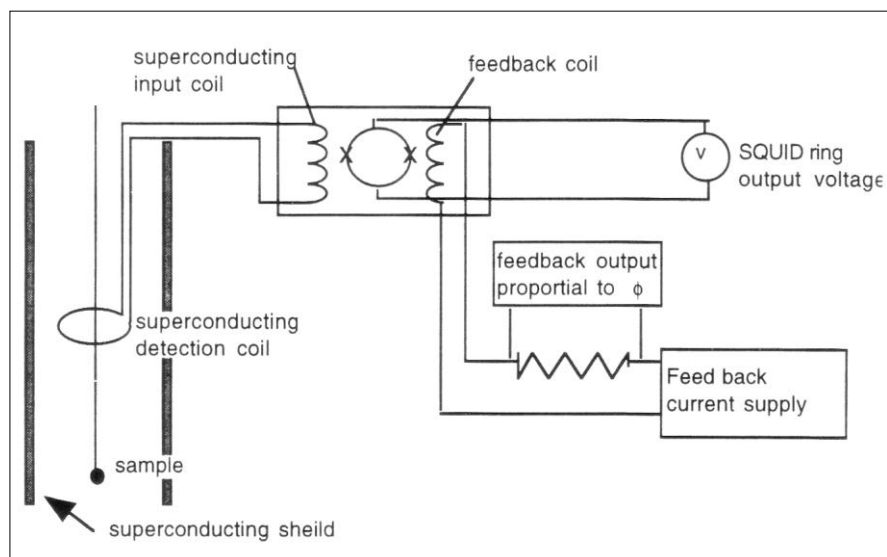 superconducting
input coil
feedback coil
X
X
V
SQUID ring
output voltage
feedback output
proportial to ϕ
superconducting
detection coil
Feed back
current supply
sample
superconducting sheild